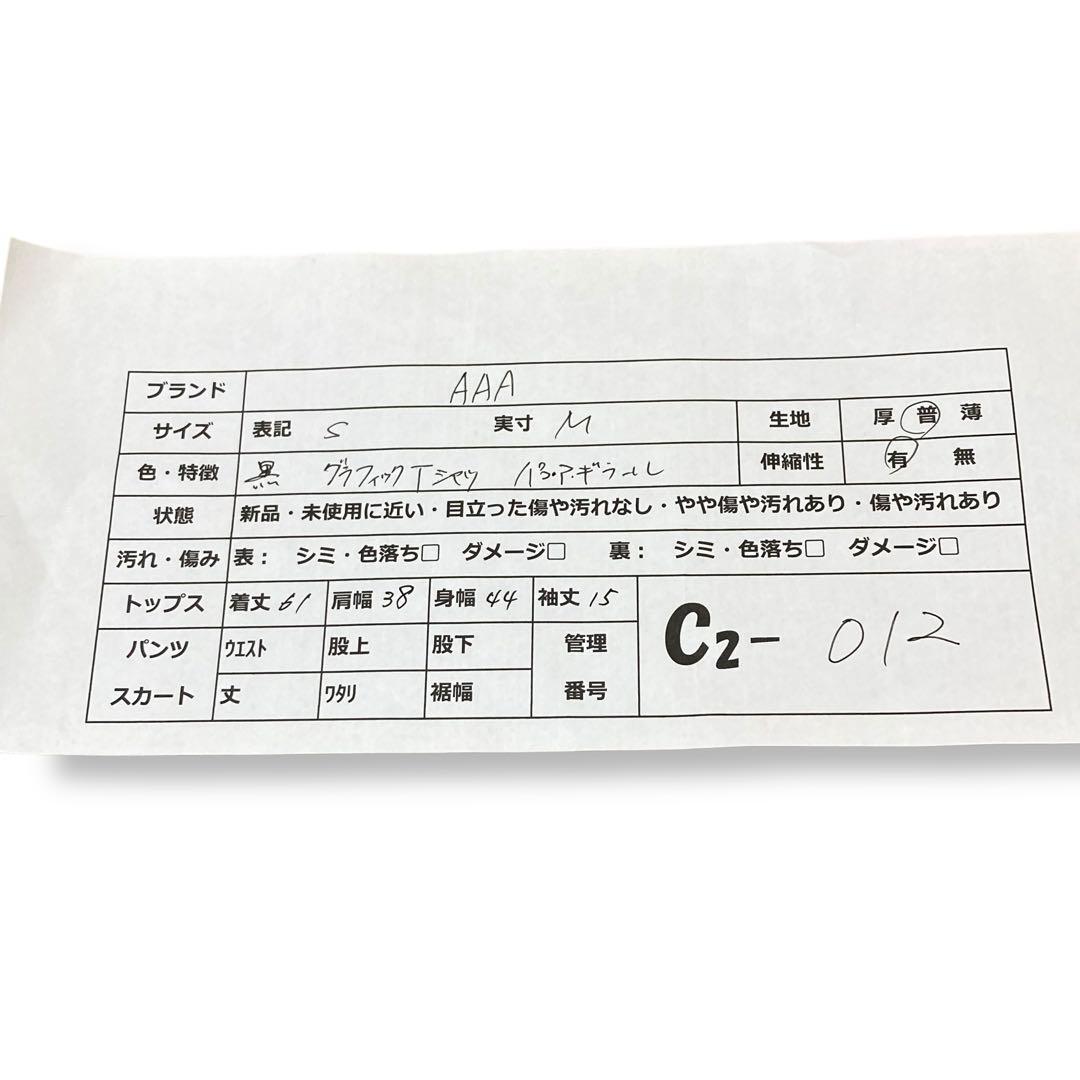 ブランド AAA
サイズ 表記 S 実寸 M 生地 厚 普 薄
色・特徴 黒 グラフィックTシャツ 伸縮性 有 無
状態 新品・未使用に近い・目立った傷や汚れなし・やや傷や汚れあり・傷や汚れあり
汚れ・傷み 表： シミ・色落ち□ ダメージ□ 裏： シミ・色落ち□ ダメージ□
トップス 着丈 61 肩幅 38 身幅 44 袖丈 15
パンツ ｳｴｽﾄ 股上 股下 管理 C2- 012
スカート 丈 ﾜﾀﾘ 裾幅 番号